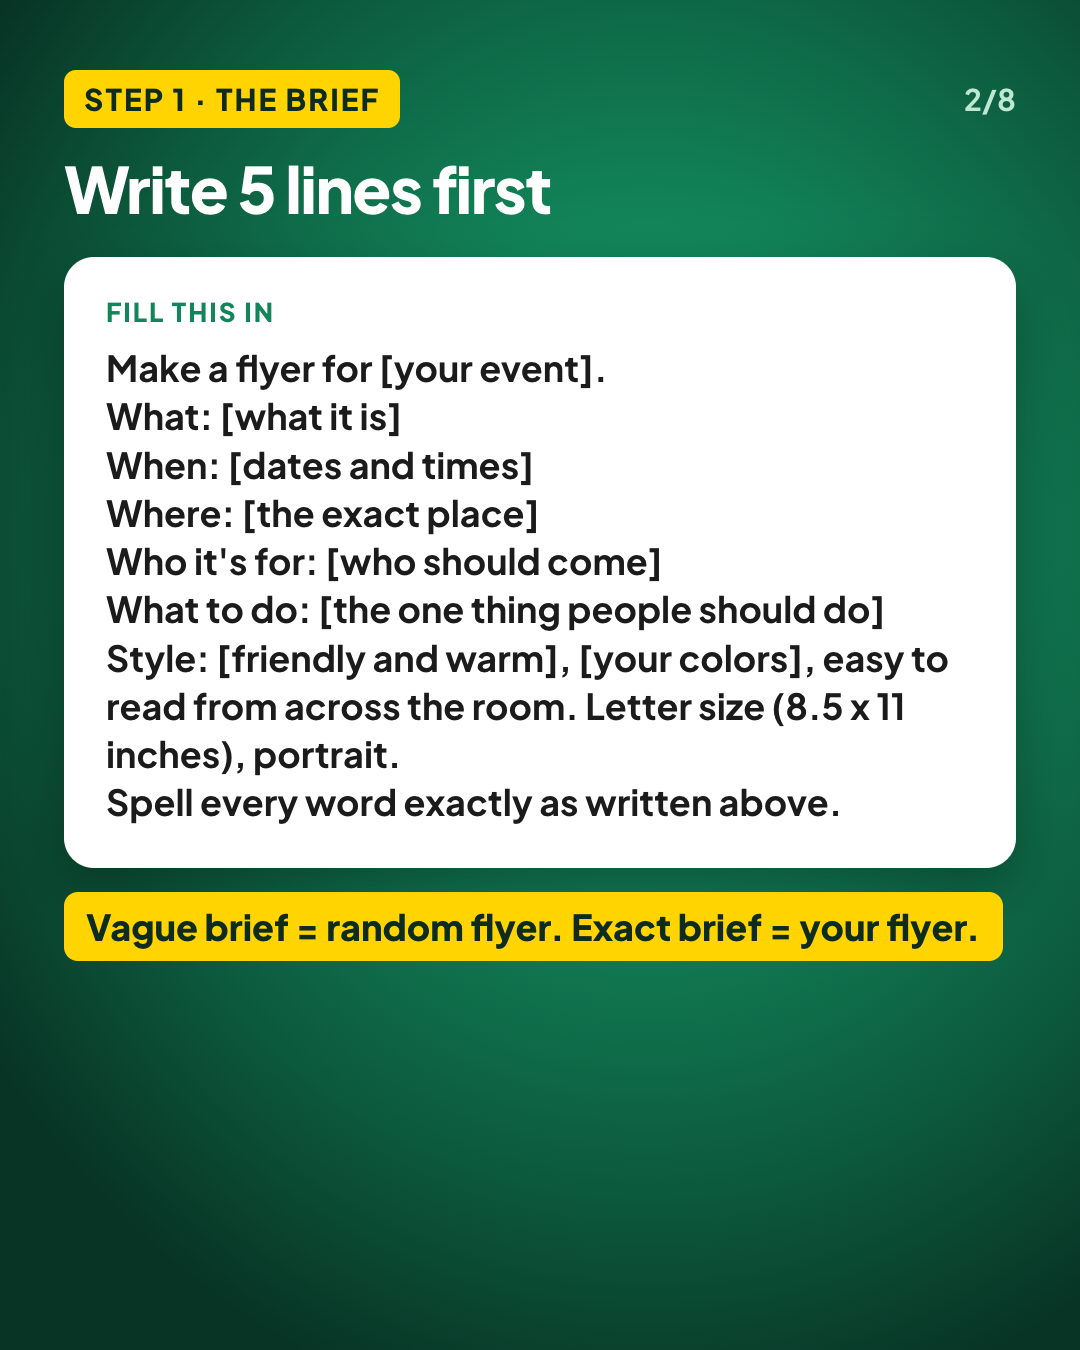 STEP 1 · THE BRIEF
2/8
Write 5 lines first
FILL THIS IN
Make a flyer for [your event].
What: [what it is]
When: [dates and times]
Where: [the exact place]
Who it's for: [who should come]
What to do: [the one thing people should do]
Style: [friendly and warm], [your colors], easy to
read from across the room. Letter size (8.5 x 11
inches), portrait.
Spell every word exactly as written above.
Vague brief = random flyer. Exact brief = your flyer.